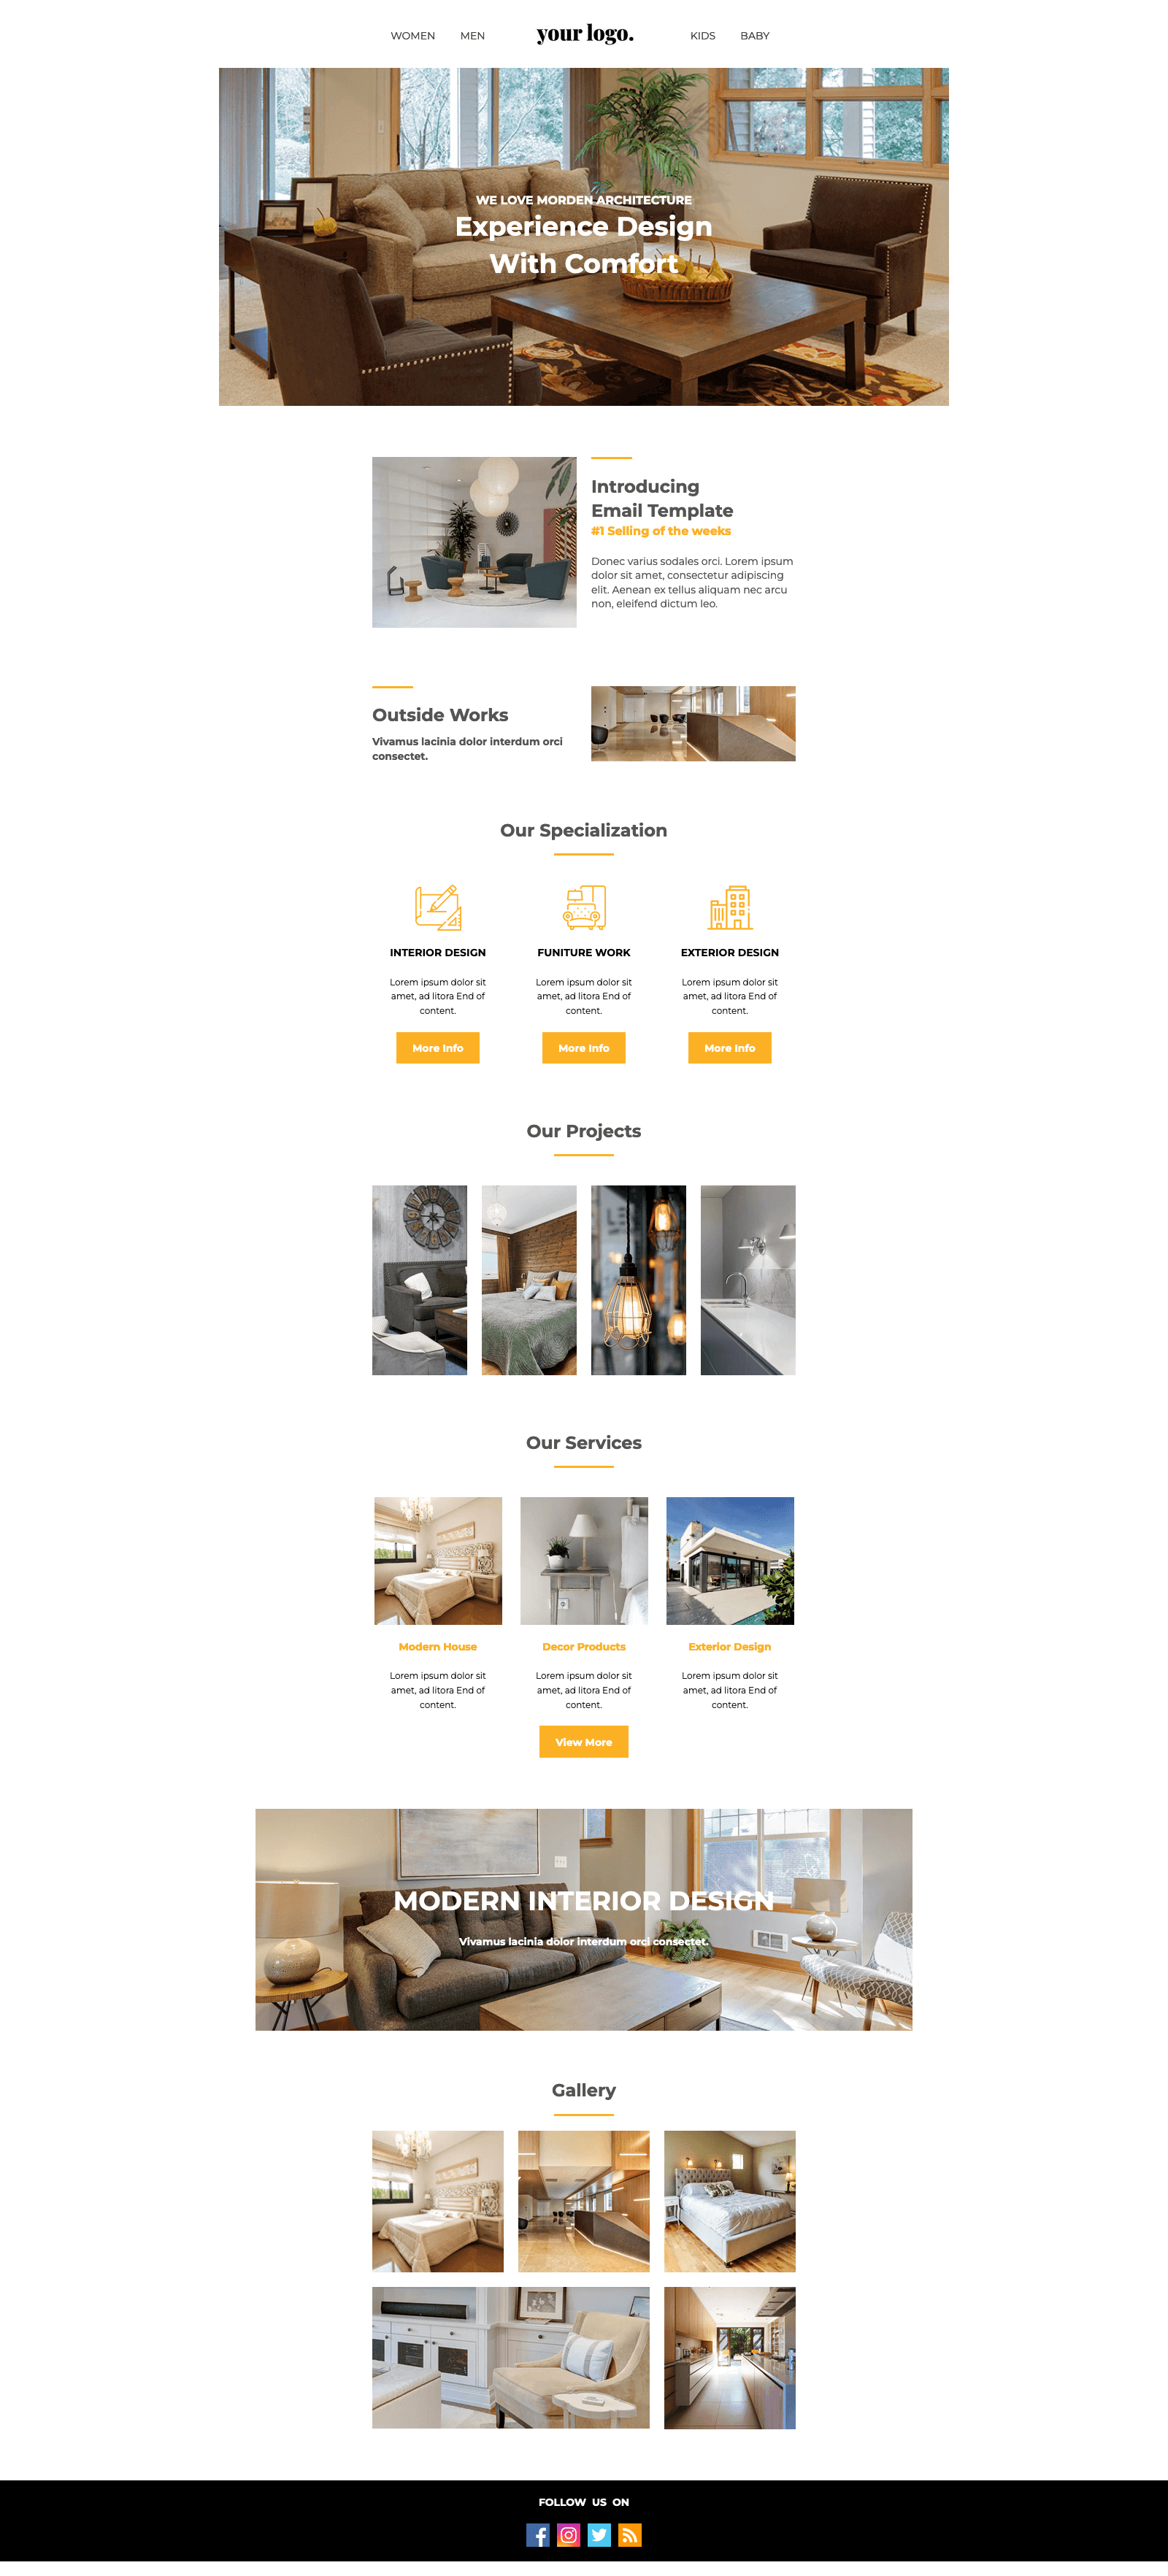 WOMEN MEN your logo. KIDS BABY
WE LOVE MORDEN ARCHITECTURE
Experience Design
With Comfort
Introducing
Email Template
#1 Selling of the weeks
Donec varius sodales orci. Lorem ipsum
dolor sit amet, consectetur adipiscing
elit. Aenean ex tellus aliquam nec arcu
non, eleifend dictum leo.
Outside Works
Vivamus lacinia dolor interdum orci
consectet.
Our Specialization
INTERIOR DESIGN
Lorem ipsum dolor sit
amet, ad litora End of
content.
More Info
FUNITURE WORK
Lorem ipsum dolor sit
amet, ad litora End of
content.
More Info
EXTERIOR DESIGN
Lorem ipsum dolor sit
amet, ad litora End of
content.
More Info
Our Projects
Our Services
Modern House
Lorem ipsum dolor sit
amet, ad litora End of
content.
Decor Products
Lorem ipsum dolor sit
amet, ad litora End of
content.
Exterior Design
Lorem ipsum dolor sit
amet, ad litora End of
content.
View More
MODERN INTERIOR DESIGN
Vivamus lacinia dolor interdum orci consectet.
Gallery
FOLLOW US ON